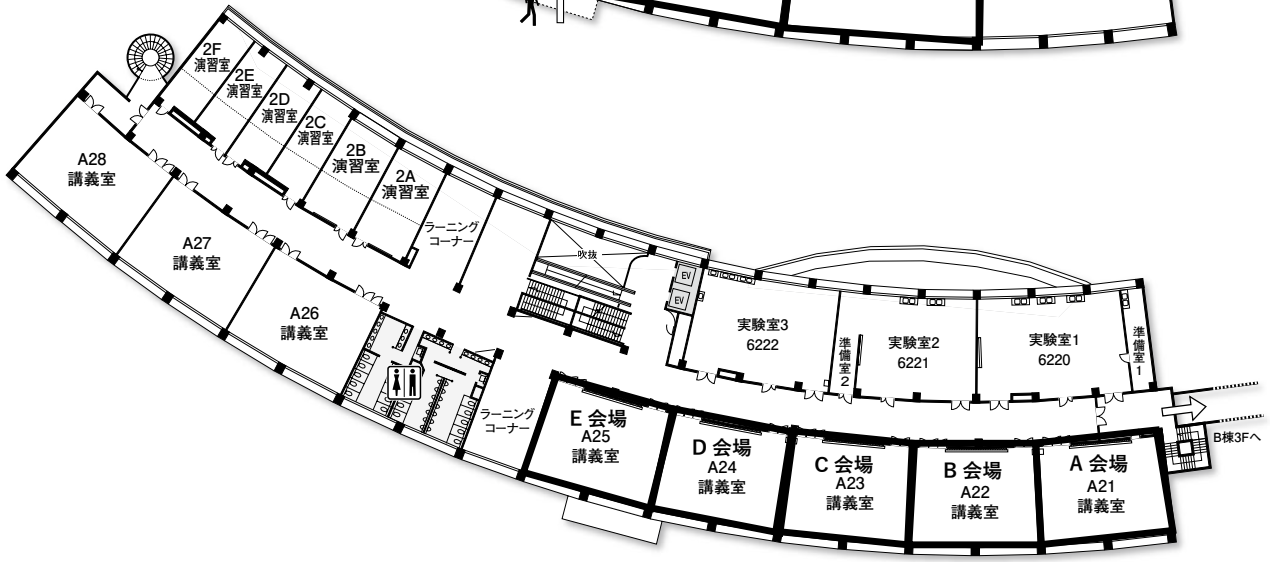 2F
演習室
2E
演習室
2D
演習室
2C
演習室
2B
演習室
2A
演習室
ラーニング
コーナー
A28
講義室
A27
講義室
A26
講義室
吹抜
EV
EV
実験室3
6222
準備室2
実験室2
6221
実験室1
6220
準備室1
ラーニング
コーナー
E 会場
A25
講義室
D 会場
A24
講義室
C 会場
A23
講義室
B 会場
A22
講義室
A 会場
A21
講義室
B棟3Fへ